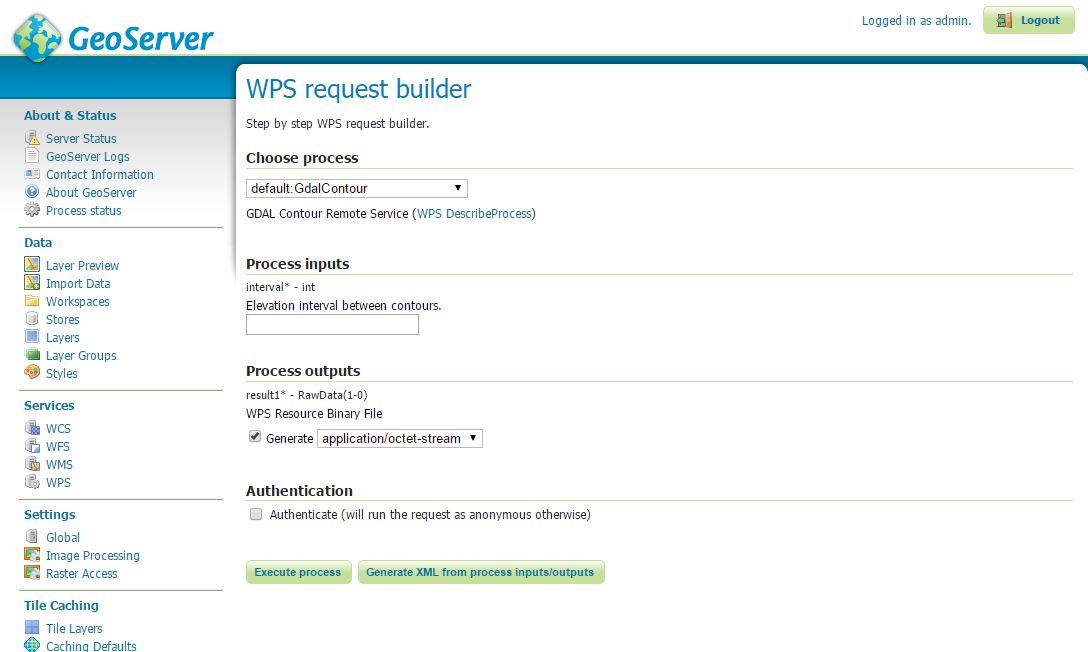 GeoServer
Logged in as admin.
Logout
About & Status
Server Status
GeoServer Logs
Contact Information
About GeoServer
Process status
Data
Layer Preview
Import Data
Workspaces
Stores
Layers
Layer Groups
Styles
Services
WCS
WFS
WMS
WPS
Settings
Global
Image Processing
Raster Access
Tile Caching
Tile Layers
Caching Defaults
WPS request builder
Step by step WPS request builder.
Choose process
default:GdalContour
GDAL Contour Remote Service (WPS DescribeProcess)
Process inputs
interval* - int
Elevation interval between contours.
Process outputs
result1* - RawData(1-0)
WPS Resource Binary File
Generate application/octet-stream
Authentication
Authenticate (will run the request as anonymous otherwise)
Execute process
Generate XML from process inputs/outputs